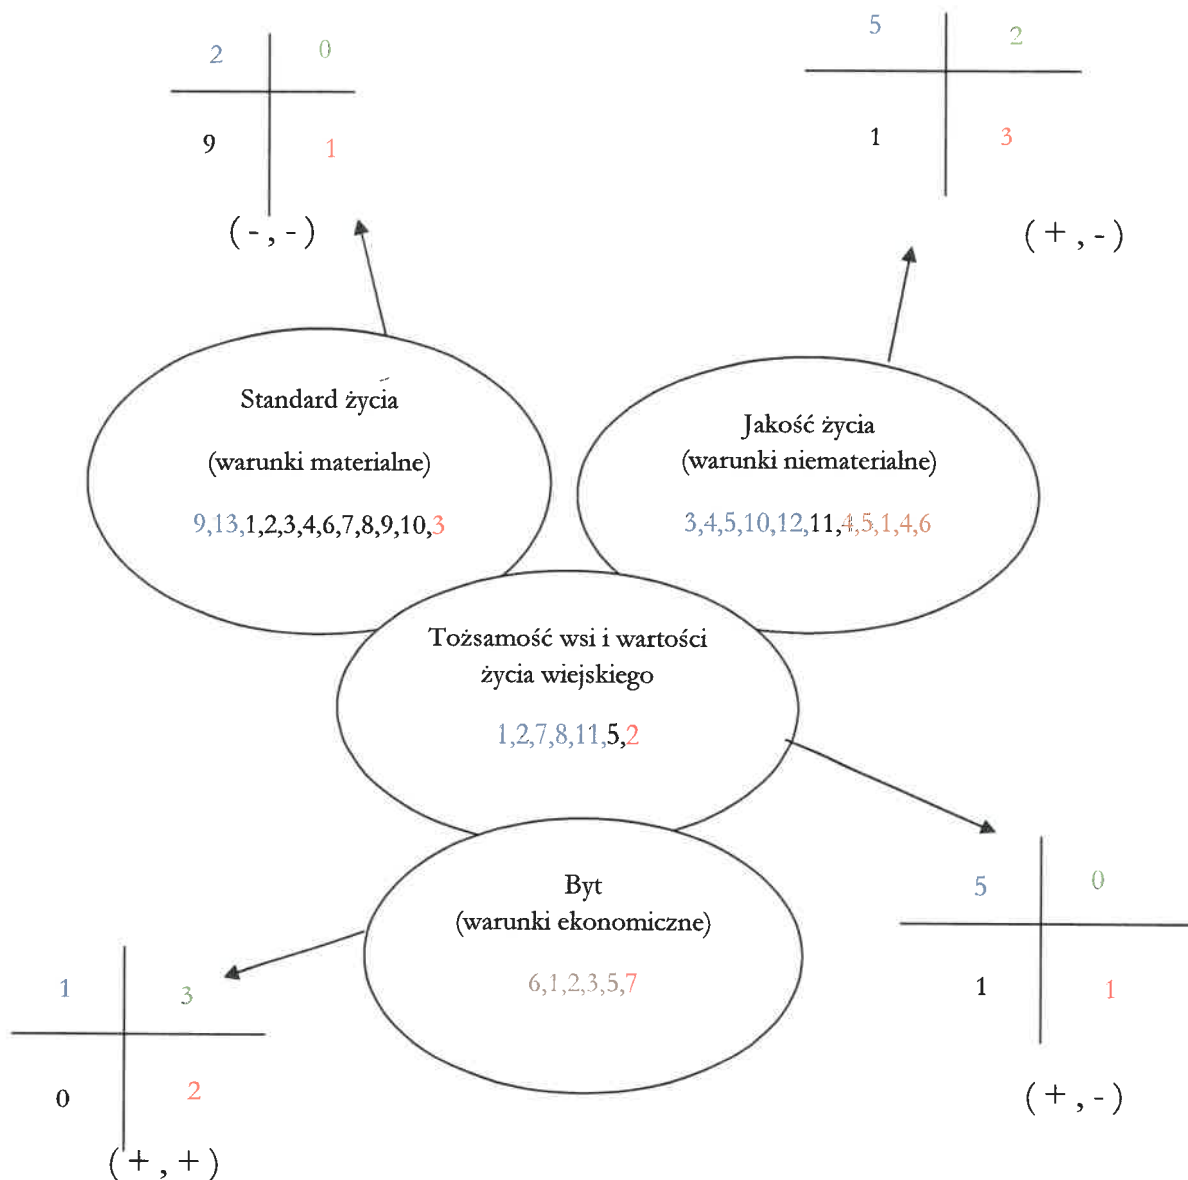 2 0
9 1
( - , - )
5 2
1 3
( + , - )
Standard życia
(warunki materialne)
9,13,1,2,3,4,6,7,8,9,10,3
Jakość życia
(warunki niematerialne)
3,4,5,10,12,11,4,5,1,4,6
Tożsamość wsi i wartości
życia wiejskiego
1,2,7,8,11,5,2
Byt
(warunki ekonomiczne)
6,1,2,3,5,7
5 0
1 1
( + , - )
1 3
0 2
( + , + )